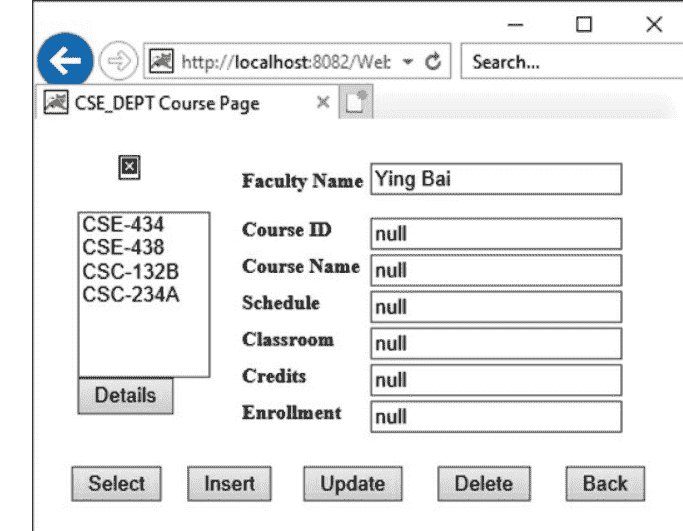 http://localhost:8082/Wet
Search...
CSE_DEPT Course Page
Faculty Name Ying Bai
CSE-434
CSE-438
CSC-132B
CSC-234A
Details
Course ID null
Course Name null
Schedule null
Classroom null
Credits null
Enrollment null
Select Insert Update Delete Back